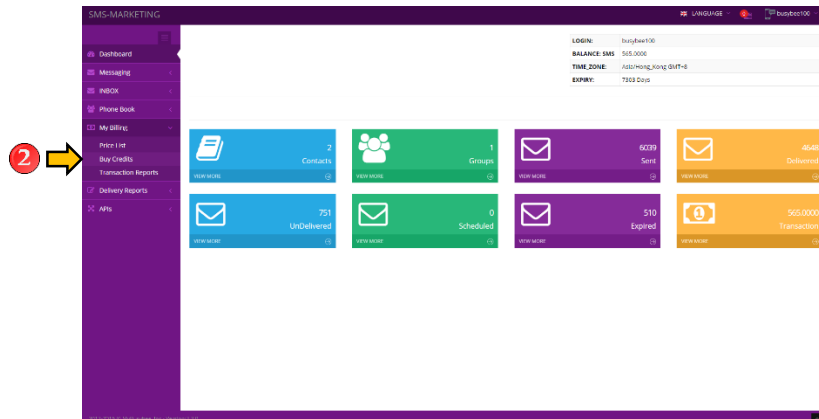 SMS-MARKETING
LANGUAGE
busybee100
LOGIN: busybee100
BALANCE: SMS 565.0000
TIME_ZONE: Asia/Hong_Kong GMT+8
EXPIRY: 7303 Days
Dashboard
Messaging
INBOX
Phone Book
My Billing
Price List
Buy Credits
Transaction Reports
Delivery Reports
APIs
2
2
Contacts
VIEW MORE
1
Groups
VIEW MORE
6039
Sent
VIEW MORE
4648
Delivered
VIEW MORE
751
UnDelivered
VIEW MORE
0
Scheduled
VIEW MORE
510
Expired
VIEW MORE
1
565.0000
Transaction
VIEW MORE